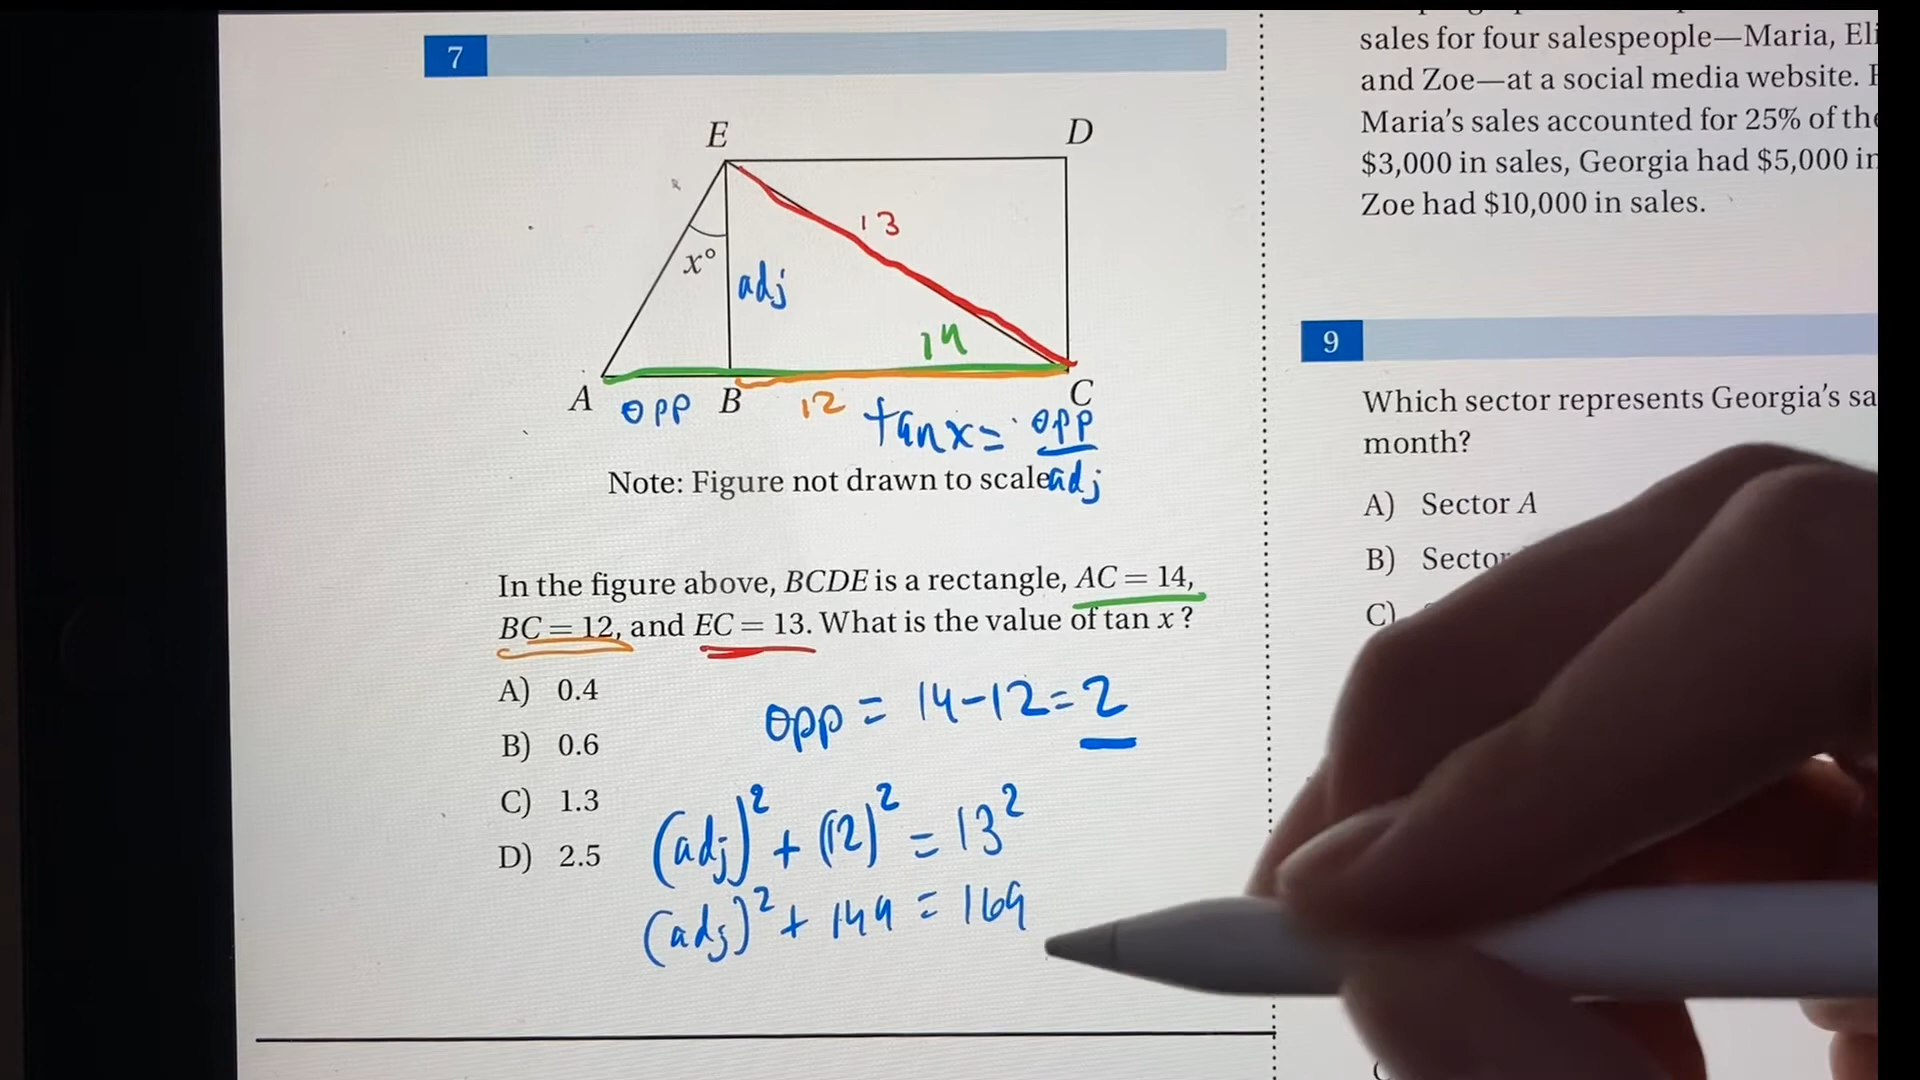 7
E
D
13
x°
adj
14
A
B
C
opp
12
tan x = opp
adj
Note: Figure not drawn to scale
In the figure above, BCDE is a rectangle, AC = 14,
BC = 12, and EC = 13. What is the value of tan x?
A) 0.4
B) 0.6
C) 1.3
D) 2.5
opp = 14-12=2
(adj)² + (12)² = 13²
(adj)² + 144 = 169
sales for four salespeople—Maria,
and Zoe—at a social media website.
Maria's sales accounted for 25% of
$3,000 in sales, Georgia had $5,000
Zoe had $10,000 in sales.
9
Which sector represents Georgia's
month?
A) Sector A
B)
C)